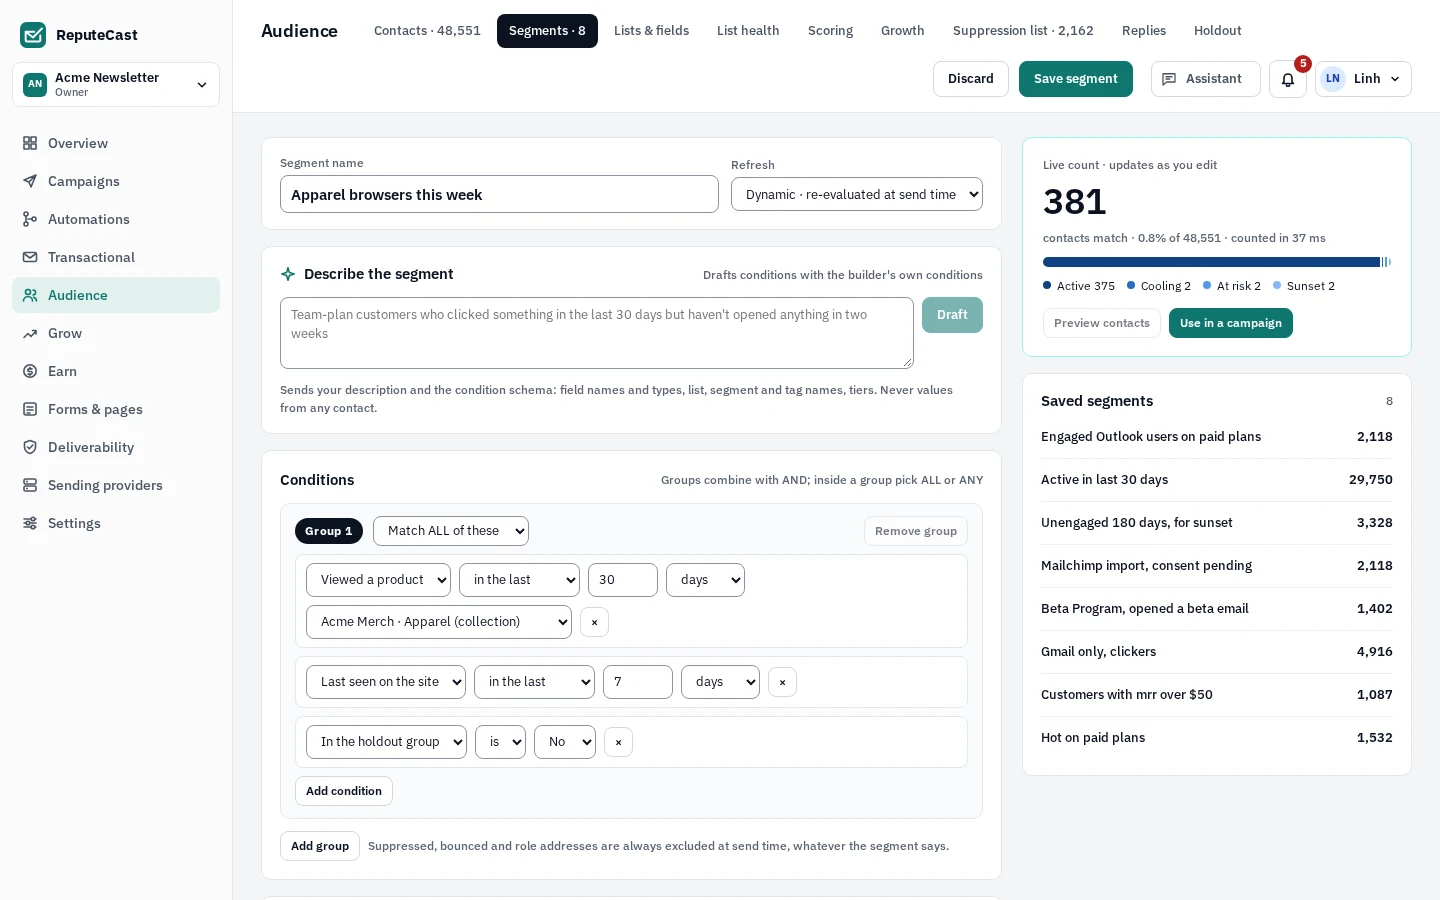 ReputeCast
AN
Acme Newsletter
Owner
Overview
Campaigns
Automations
Transactional
Audience
Grow
Earn
Forms & pages
Deliverability
Sending providers
Settings
Audience
Contacts · 48,551
Segments · 8
Lists & fields
List health
Scoring
Growth
Suppression list · 2,162
Replies
Holdout
Discard
Save segment
Assistant
5
LN
Linh
Segment name
Apparel browsers this week
Refresh
Dynamic · re-evaluated at send time
Describe the segment
Drafts conditions with the builder's own conditions
Team-plan customers who clicked something in the last 30 days but haven't opened anything in two
weeks
Draft
Sends your description and the condition schema: field names and types, list, segment and tag names, tiers. Never values
from any contact.
Conditions
Groups combine with AND; inside a group pick ALL or ANY
Group 1
Match ALL of these
Remove group
Viewed a product
in the last
30
days
Acme Merch · Apparel (collection)
×
Last seen on the site
in the last
7
days
×
In the holdout group
is
No
×
Add condition
Add group
Suppressed, bounced and role addresses are always excluded at send time, whatever the segment says.
Live count · updates as you edit
381
contacts match · 0.8% of 48,551 · counted in 37 ms
Active 375
Cooling 2
At risk 2
Sunset 2
Preview contacts
Use in a campaign
Saved segments
8
Engaged Outlook users on paid plans
2,118
Active in last 30 days
29,750
Unengaged 180 days, for sunset
3,328
Mailchimp import, consent pending
2,118
Beta Program, opened a beta email
1,402
Gmail only, clickers
4,916
Customers with mrr over $50
1,087
Hot on paid plans
1,532